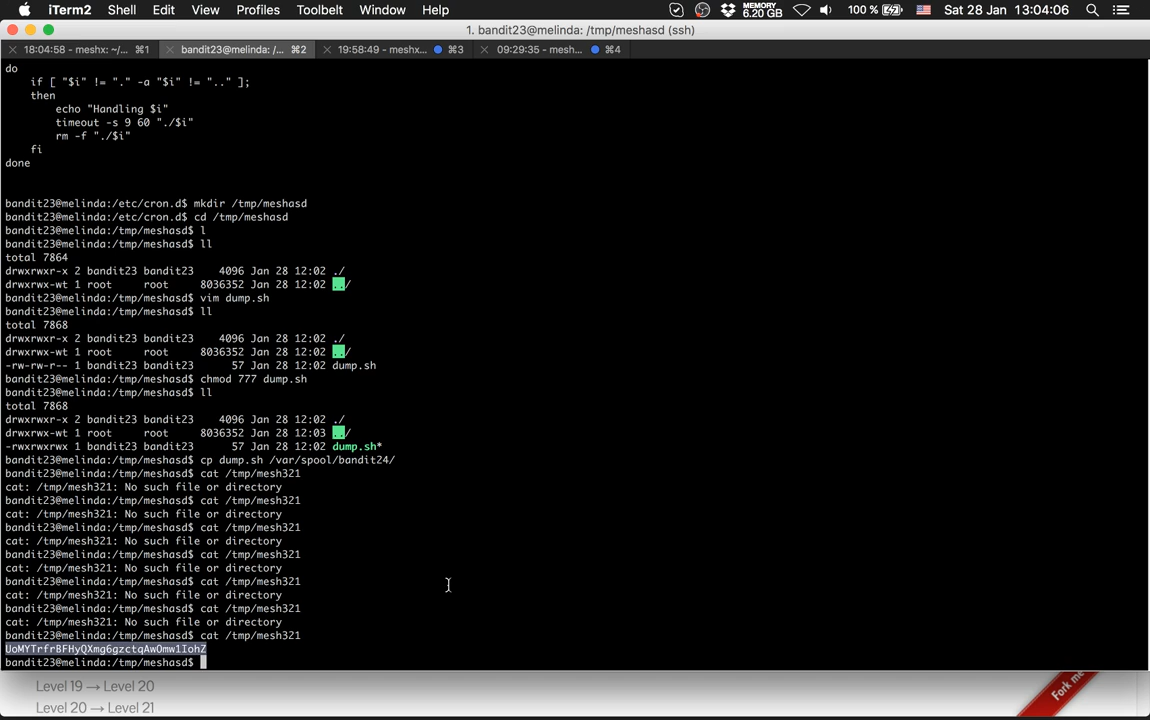 iTerm2 Shell Edit View Profiles Toolbelt Window Help MEMORY 6.20 GB 100 % Sat 28 Jan 13:04:06
1. bandit23@melinda: /tmp/meshasd (ssh)
18:04:58 - meshx: ~/... ⌘1 bandit23@melinda: /... ⌘2 19:58:49 - meshx... ⌘3 09:29:35 - mesh... ⌘4
do
if [ "$i" != "." -a "$i" != ".." ];
then
echo "Handling $i"
timeout -s 9 60 "./$i"
rm -f "./$i"
fi
done
bandit23@melinda:/etc/cron.d$ mkdir /tmp/meshasd
bandit23@melinda:/etc/cron.d$ cd /tmp/meshasd
bandit23@melinda:/tmp/meshasd$ l
bandit23@melinda:/tmp/meshasd$ ll
total 7864
drwxrwxr-x 2 bandit23 bandit23 4096 Jan 28 12:02 ./
drwxrwx-wt 1 root root 8036352 Jan 28 12:02 ../
bandit23@melinda:/tmp/meshasd$ vim dump.sh
bandit23@melinda:/tmp/meshasd$ ll
total 7868
drwxrwxr-x 2 bandit23 bandit23 4096 Jan 28 12:02 ./
drwxrwx-wt 1 root root 8036352 Jan 28 12:02 ../
-rw-rw-r-- 1 bandit23 bandit23 57 Jan 28 12:02 dump.sh
bandit23@melinda:/tmp/meshasd$ chmod 777 dump.sh
bandit23@melinda:/tmp/meshasd$ ll
total 7868
drwxrwxr-x 2 bandit23 bandit23 4096 Jan 28 12:02 ./
drwxrwx-wt 1 root root 8036352 Jan 28 12:03 ../
-rwxrwxrwx 1 bandit23 bandit23 57 Jan 28 12:02 dump.sh*
bandit23@melinda:/tmp/meshasd$ cp dump.sh /var/spool/bandit24/
bandit23@melinda:/tmp/meshasd$ cat /tmp/mesh321
cat: /tmp/mesh321: No such file or directory
bandit23@melinda:/tmp/meshasd$ cat /tmp/mesh321
cat: /tmp/mesh321: No such file or directory
bandit23@melinda:/tmp/meshasd$ cat /tmp/mesh321
cat: /tmp/mesh321: No such file or directory
bandit23@melinda:/tmp/meshasd$ cat /tmp/mesh321
cat: /tmp/mesh321: No such file or directory
bandit23@melinda:/tmp/meshasd$ cat /tmp/mesh321
cat: /tmp/mesh321: No such file or directory
bandit23@melinda:/tmp/meshasd$ cat /tmp/mesh321
cat: /tmp/mesh321: No such file or directory
bandit23@melinda:/tmp/meshasd$ cat /tmp/mesh321
UoMYTrfrBFHyQXmg6gzctqAwOmw1IohZ
bandit23@melinda:/tmp/meshasd$
Level 19 → Level 20
Level 20 → Level 21
Fork me